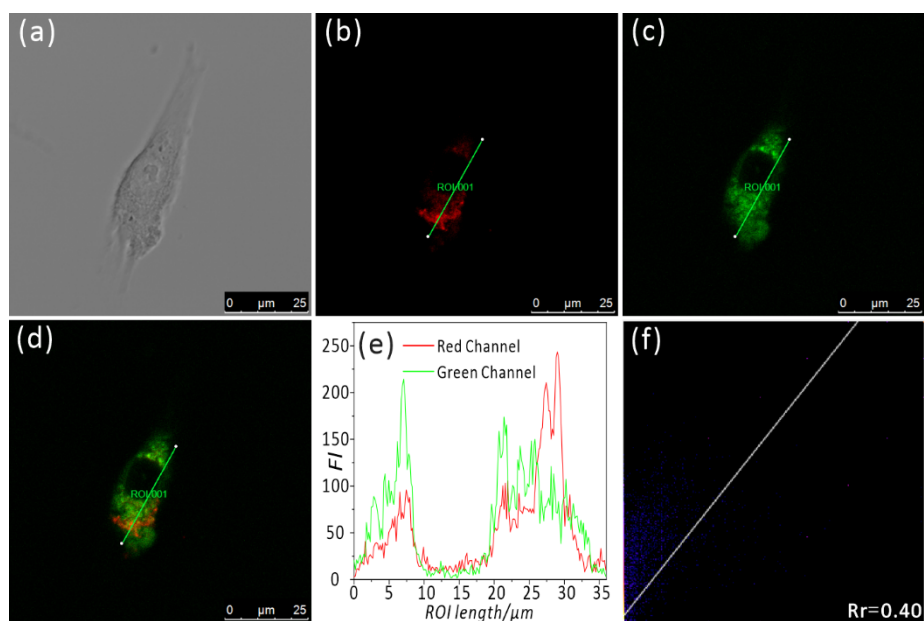 (a)
0 μm 25
(b)
ROI 001
0 μm 25
(c)
ROI 001
0 μm 25
(d)
ROI 001
0 μm 25
(e)
Red Channel
Green Channel
FI
250
200
150
100
50
0
0 5 10 15 20 25 30 35
ROI length/μm
(f)
Rr=0.40